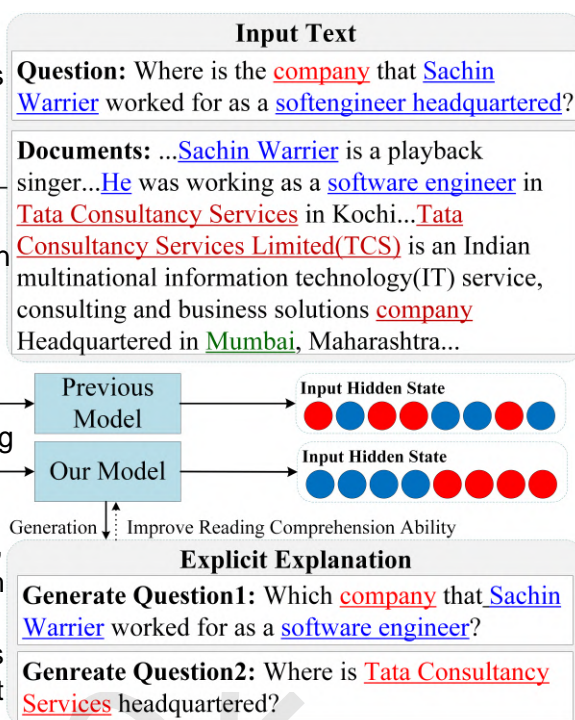 Input Text
Question: Where is the company that Sachin
Warrier worked for as a softengineer headquartered?
Documents: ...Sachin Warrier is a playback
singer...He was working as a software engineer in
Tata Consultancy Services in Kochi...Tata
Consultancy Services Limited(TCS) is an Indian
multinational information technology(IT) service,
consulting and business solutions company
Headquartered in Mumbai, Maharashtra...
Previous
Model
Input Hidden State
Our Model
Input Hidden State
Generation
Improve Reading Comprehension Ability
Explicit Explanation
Generate Question1: Which company that Sachin
Warrier worked for as a software engineer?
Genreate Question2: Where is Tata Consultancy
Services headquartered?